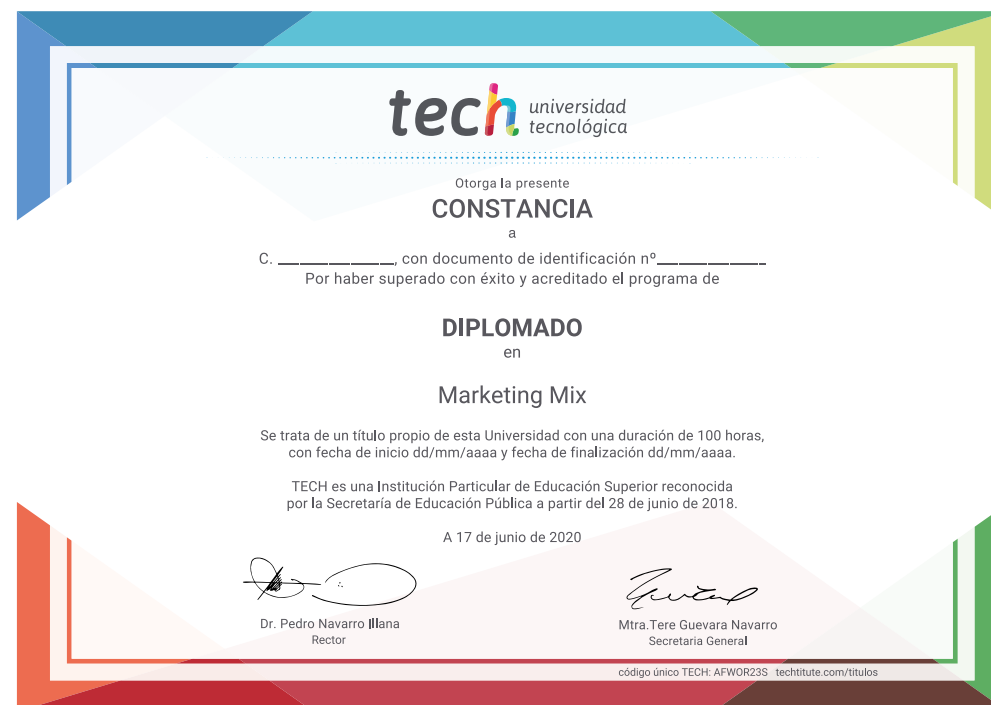 tech universidad
tecnológica
Otorga la presente
CONSTANCIA
a
C. ______________, con documento de identificación nº_____________
Por haber superado con éxito y acreditado el programa de
DIPLOMADO
en
Marketing Mix
Se trata de un título propio de esta Universidad con una duración de 100 horas,
con fecha de inicio dd/mm/aaaa y fecha de finalización dd/mm/aaaa.
TECH es una Institución Particular de Educación Superior reconocida
por la Secretaría de Educación Pública a partir del 28 de junio de 2018.
A 17 de junio de 2020
Dr. Pedro Navarro Illana
Rector
Mtra.Tere Guevara Navarro
Secretaria General
código único TECH: AFWOR23S techtitute.com/titulos